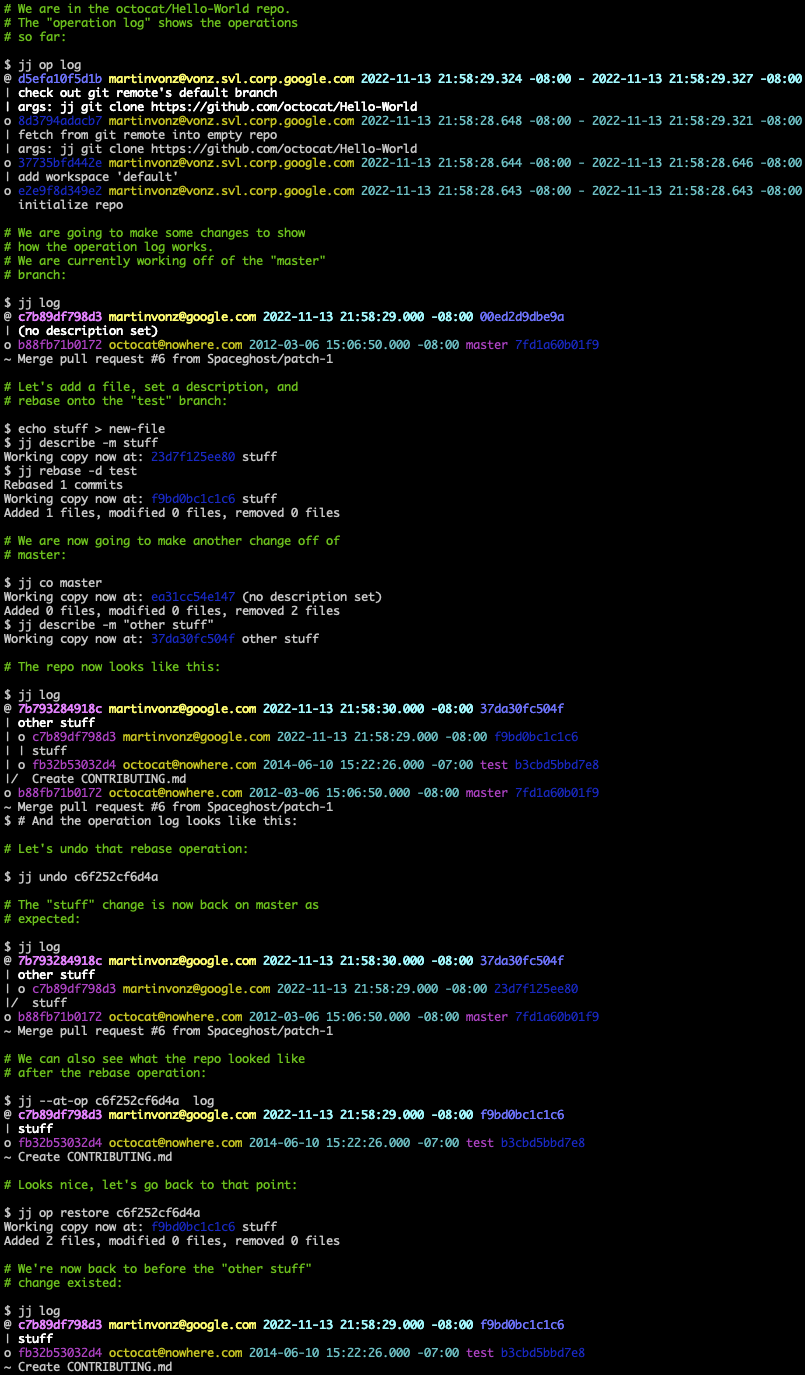 # We are in the octocat/Hello-World repo.
# The "operation log" shows the operations
# so far:
$ jj op log
@ d5efa10f5d1b martinvonz@vonz.svl.corp.google.com 2022-11-13 21:58:29.324 -08:00 - 2022-11-13 21:58:29.327 -08:00
| check out git remote's default branch
| args: jj git clone https://github.com/octocat/Hello-World
o 8d3794adacb7 martinvonz@vonz.svl.corp.google.com 2022-11-13 21:58:28.648 -08:00 - 2022-11-13 21:58:29.321 -08:00
| fetch from git remote into empty repo
| args: jj git clone https://github.com/octocat/Hello-World
o 37735bfd442e martinvonz@vonz.svl.corp.google.com 2022-11-13 21:58:28.644 -08:00 - 2022-11-13 21:58:28.646 -08:00
| add workspace 'default'
o e2e9f8d349e2 martinvonz@vonz.svl.corp.google.com 2022-11-13 21:58:28.643 -08:00 - 2022-11-13 21:58:28.643 -08:00
  initialize repo
# We are going to make some changes to show
# how the operation log works.
# We are currently working off of the "master"
# branch:
$ jj log
@ c7b89df798d3 martinvonz@google.com 2022-11-13 21:58:29.000 -08:00 00ed2d9dbe9a
| (no description set)
o b88fb71b0172 octocat@nowhere.com 2012-03-06 15:06:50.000 -08:00 master 7fd1a60b01f9
~ Merge pull request #6 from Spaceghost/patch-1
# Let's add a file, set a description, and
# rebase onto the "test" branch:
$ echo stuff > new-file
$ jj describe -m stuff
Working copy now at: 23d7f125ee80 stuff
$ jj rebase -d test
Rebased 1 commits
Working copy now at: f9bd0bc1c1c6 stuff
Added 1 files, modified 0 files, removed 0 files
# We are now going to make another change off of
# master:
$ jj co master
Working copy now at: ea31cc54e147 (no description set)
Added 0 files, modified 0 files, removed 2 files
$ jj describe -m "other stuff"
Working copy now at: 37da30fc504f other stuff
# The repo now looks like this:
$ jj log
@ 7b793284918c martinvonz@google.com 2022-11-13 21:58:30.000 -08:00 37da30fc504f
| other stuff
| o c7b89df798d3 martinvonz@google.com 2022-11-13 21:58:29.000 -08:00 f9bd0bc1c1c6
| | stuff
| o fb32b53032d4 octocat@nowhere.com 2014-06-10 15:22:26.000 -07:00 test b3cbd5bbd7e8
|/  Create CONTRIBUTING.md
o b88fb71b0172 octocat@nowhere.com 2012-03-06 15:06:50.000 -08:00 master 7fd1a60b01f9
~ Merge pull request #6 from Spaceghost/patch-1
$ # And the operation log looks like this:
# Let's undo that rebase operation:
$ jj undo c6f252cf6d4a
# The "stuff" change is now back on master as
# expected:
$ jj log
@ 7b793284918c martinvonz@google.com 2022-11-13 21:58:30.000 -08:00 37da30fc504f
| other stuff
| o c7b89df798d3 martinvonz@google.com 2022-11-13 21:58:29.000 -08:00 23d7f125ee80
|/  stuff
o b88fb71b0172 octocat@nowhere.com 2012-03-06 15:06:50.000 -08:00 master 7fd1a60b01f9
~ Merge pull request #6 from Spaceghost/patch-1
# We can also see what the repo looked like
# after the rebase operation:
$ jj --at-op c6f252cf6d4a  log
@ c7b89df798d3 martinvonz@google.com 2022-11-13 21:58:29.000 -08:00 f9bd0bc1c1c6
| stuff
o fb32b53032d4 octocat@nowhere.com 2014-06-10 15:22:26.000 -07:00 test b3cbd5bbd7e8
~ Create CONTRIBUTING.md
# Looks nice, let's go back to that point:
$ jj op restore c6f252cf6d4a
Working copy now at: f9bd0bc1c1c6 stuff
Added 2 files, modified 0 files, removed 0 files
# We're now back to before the "other stuff"
# change existed:
$ jj log
@ c7b89df798d3 martinvonz@google.com 2022-11-13 21:58:29.000 -08:00 f9bd0bc1c1c6
| stuff
o fb32b53032d4 octocat@nowhere.com 2014-06-10 15:22:26.000 -07:00 test b3cbd5bbd7e8
~ Create CONTRIBUTING.md